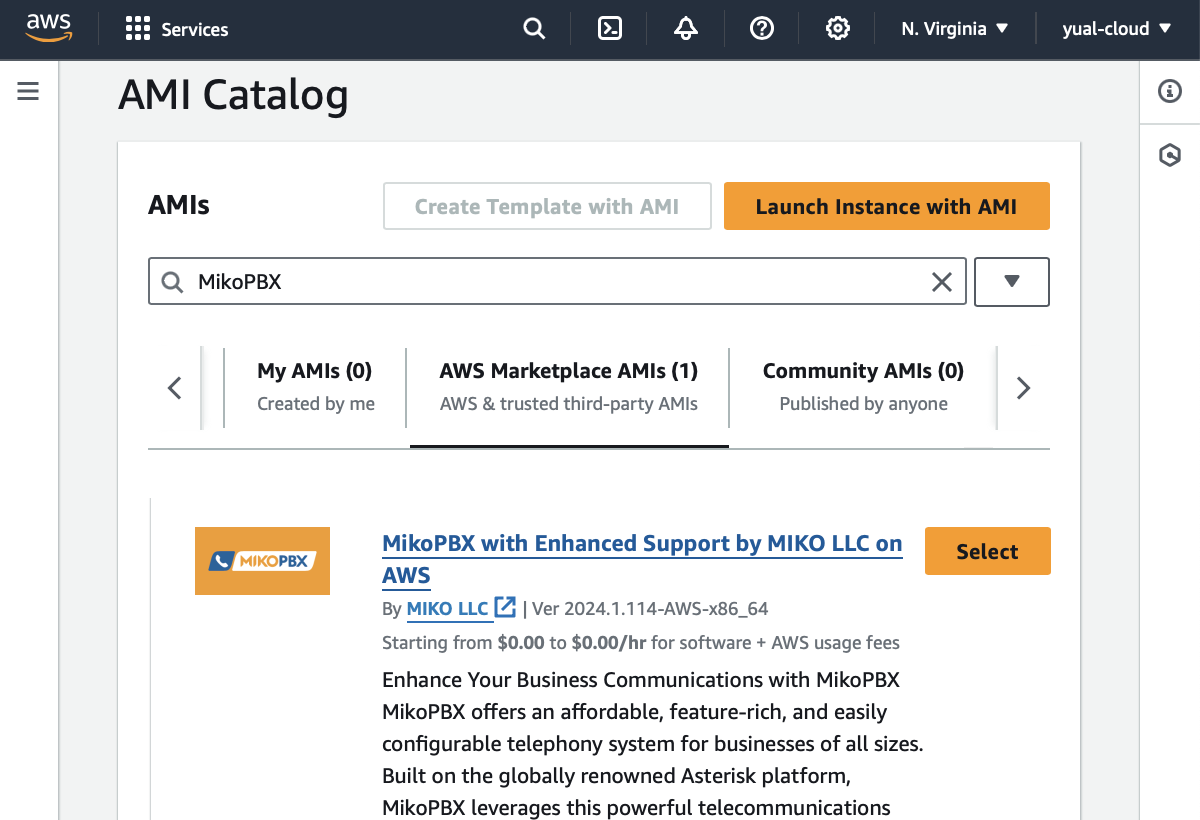 aws
Services
N. Virginia
yual-cloud
AMI Catalog
AMIs
Create Template with AMI
Launch Instance with AMI
MikoPBX
My AMIs (0)
Created by me
AWS Marketplace AMIs (1)
AWS & trusted third-party AMIs
Community AMIs (0)
Published by anyone
MIKOPBX
MikoPBX with Enhanced Support by MIKO LLC on
AWS
Select
By MIKO LLC | Ver 2024.1.114-AWS-x86_64
Starting from $0.00 to $0.00/hr for software + AWS usage fees
Enhance Your Business Communications with MikoPBX
MikoPBX offers an affordable, feature-rich, and easily
configurable telephony system for businesses of all sizes.
Built on the globally renowned Asterisk platform,
MikoPBX leverages this powerful telecommunications